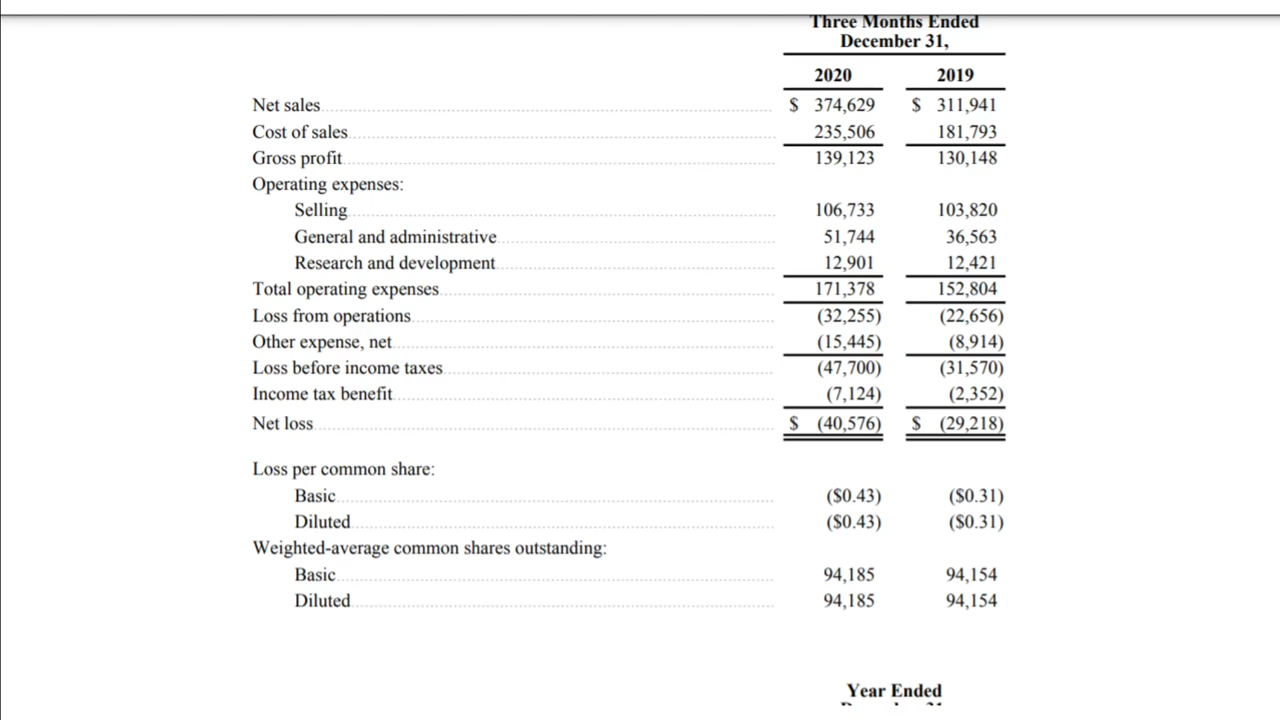 Three Months Ended
December 31,
2020 2019
Net sales $ 374,629 $ 311,941
Cost of sales 235,506 181,793
Gross profit 139,123 130,148
Operating expenses:
Selling 106,733 103,820
General and administrative 51,744 36,563
Research and development 12,901 12,421
Total operating expenses 171,378 152,804
Loss from operations (32,255) (22,656)
Other expense, net (15,445) (8,914)
Loss before income taxes (47,700) (31,570)
Income tax benefit (7,124) (2,352)
Net loss $ (40,576) $ (29,218)
Loss per common share:
Basic ($0.43) ($0.31)
Diluted ($0.43) ($0.31)
Weighted-average common shares outstanding:
Basic 94,185 94,154
Diluted 94,185 94,154
Year Ended